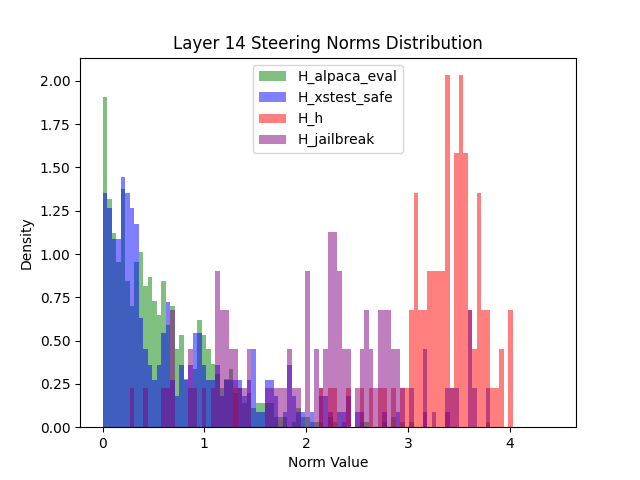 Layer 14 Steering Norms Distribution
H_alpaca_eval
H_xstest_safe
H_h
H_jailbreak
2.00
1.75
1.50
1.25
1.00
0.75
0.50
0.25
0.00
Density
0 1 2 3 4
Norm Value